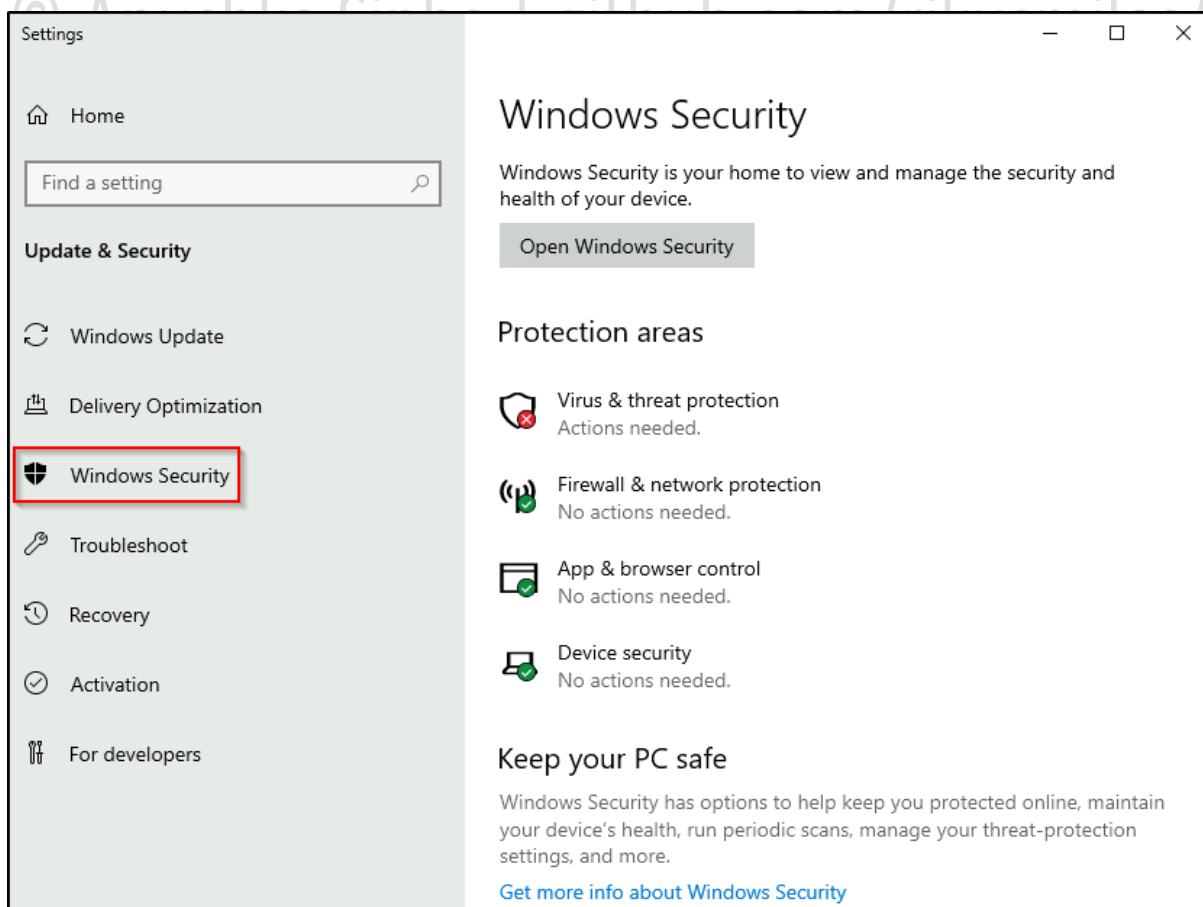 Settings
Home
Find a setting
Update & Security
Windows Update
Delivery Optimization
Windows Security
Troubleshoot
Recovery
Activation
For developers
Windows Security
Windows Security is your home to view and manage the security and
health of your device.
Open Windows Security
Protection areas
Virus & threat protection
Actions needed.
Firewall & network protection
No actions needed.
App & browser control
No actions needed.
Device security
No actions needed.
Keep your PC safe
Windows Security has options to help keep you protected online, maintain
your device's health, run periodic scans, manage your threat-protection
settings, and more.
Get more info about Windows Security